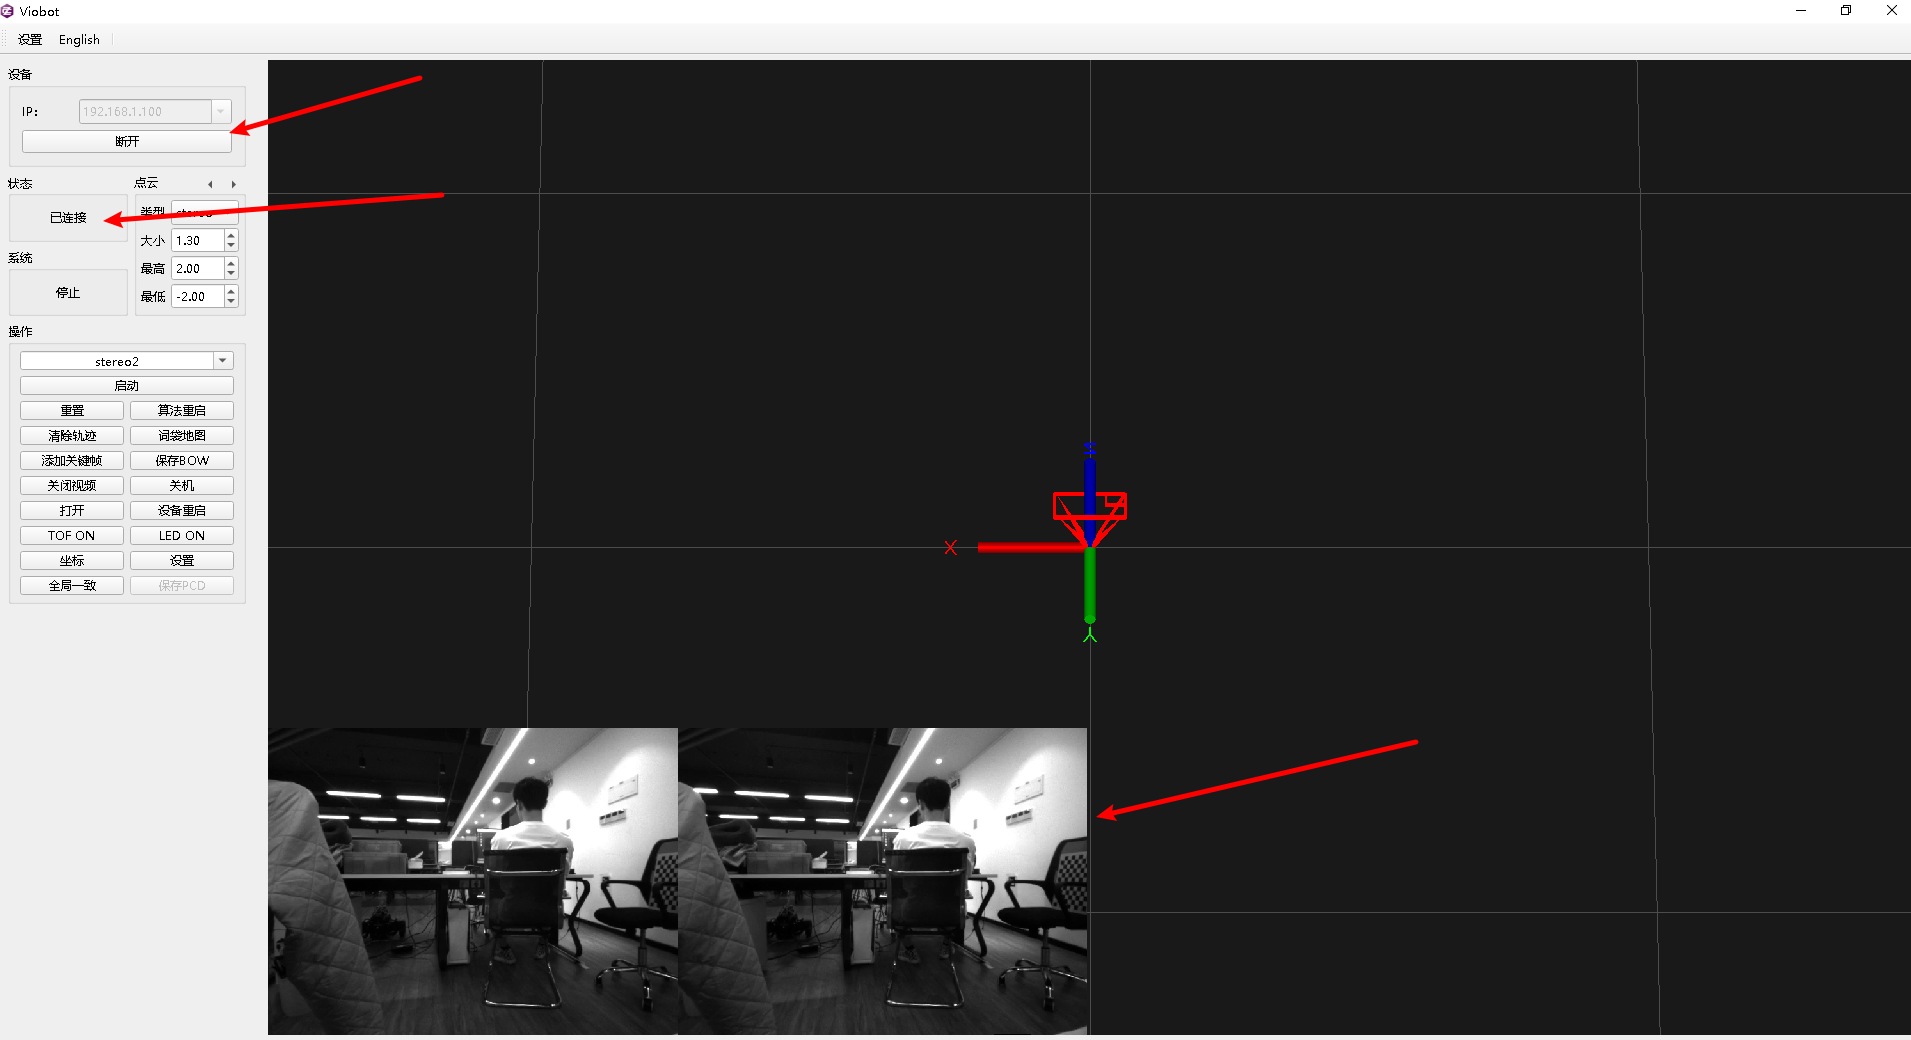 Viobot
设置 English
设备
IP: 192.168.1.100
断开
状态
已连接
点云
类型 stereo
大小 1.30
最高 2.00
最低 -2.00
系统
停止
操作
stereo2
启动
重置 算法重启
清除轨迹 词袋地图
添加关键帧 保存BOW
关闭视频 关机
打开 设备重启
TOF ON LED ON
坐标 设置
全局一致 保存PCD
Z
X
Y